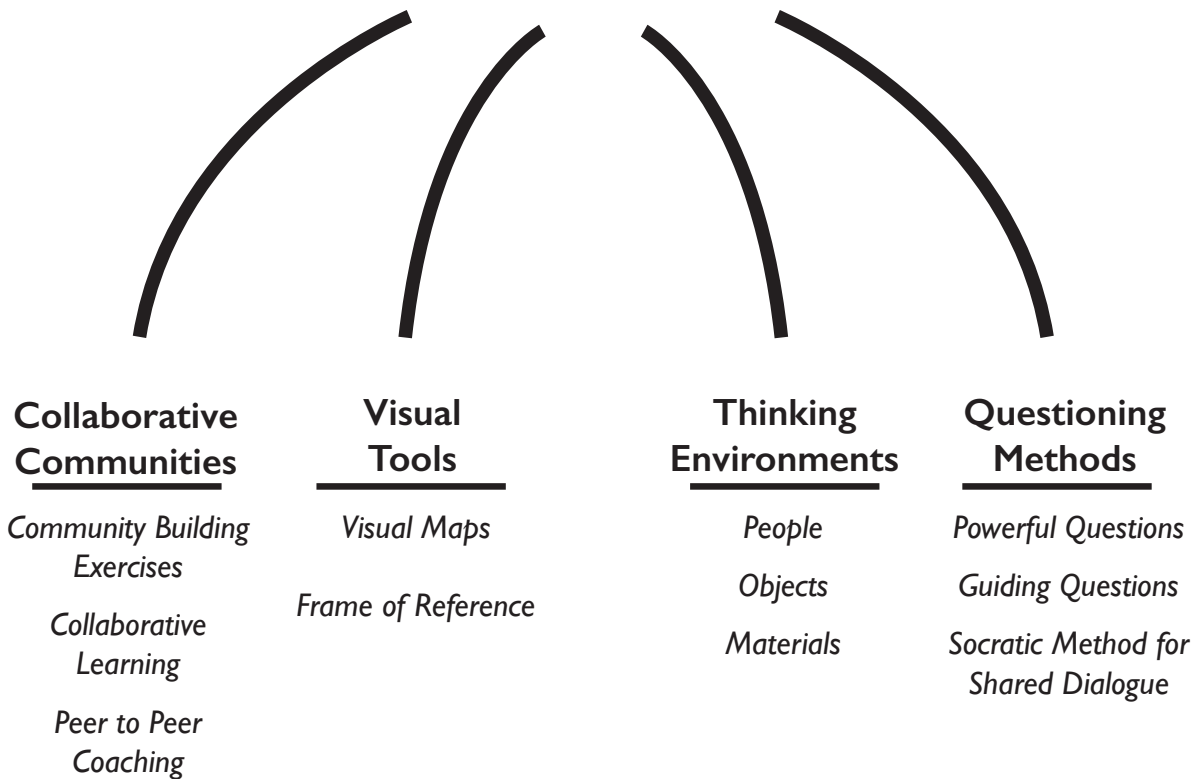 Collaborative
Communities
Community Building
Exercises
Collaborative
Learning
Peer to Peer
Coaching
Visual
Tools
Visual Maps
Frame of Reference
Thinking
Environments
People
Objects
Materials
Questioning
Methods
Powerful Questions
Guiding Questions
Socratic Method for
Shared Dialogue